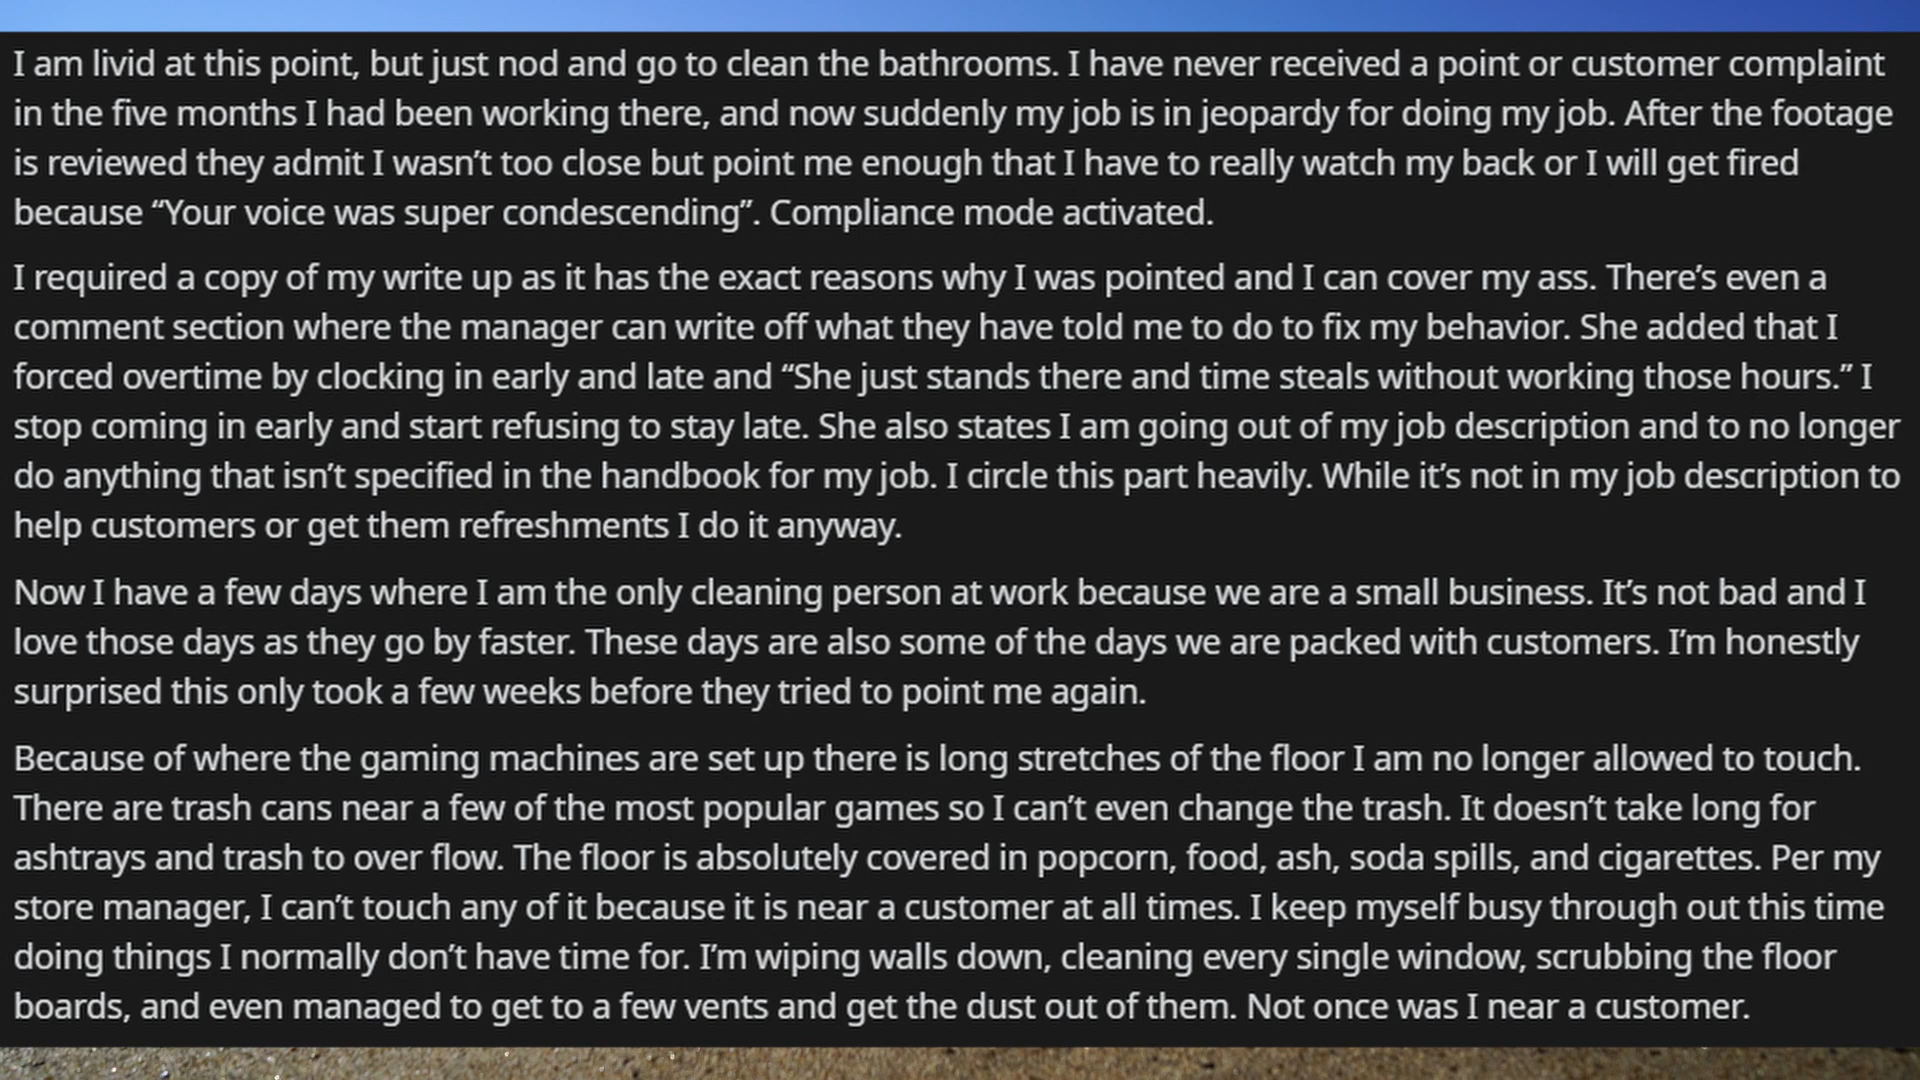 I am livid at this point, but just nod and go to clean the bathrooms. I have never received a point or customer complaint
in the five months I had been working there, and now suddenly my job is in jeopardy for doing my job. After the footage
is reviewed they admit I wasn’t too close but point me enough that I have to really watch my back or I will get fired
because “Your voice was super condescending”. Compliance mode activated.
I required a copy of my write up as it has the exact reasons why I was pointed and I can cover my ass. There’s even a
comment section where the manager can write off what they have told me to do to fix my behavior. She added that I
forced overtime by clocking in early and late and “She just stands there and time steals without working those hours.” I
stop coming in early and start refusing to stay late. She also states I am going out of my job description and to no longer
do anything that isn’t specified in the handbook for my job. I circle this part heavily. While it’s not in my job description to
help customers or get them refreshments I do it anyway.
Now I have a few days where I am the only cleaning person at work because we are a small business. It’s not bad and I
love those days as they go by faster. These days are also some of the days we are packed with customers. I’m honestly
surprised this only took a few weeks before they tried to point me again.
Because of where the gaming machines are set up there is long stretches of the floor I am no longer allowed to touch.
There are trash cans near a few of the most popular games so I can’t even change the trash. It doesn’t take long for
ashtrays and trash to over flow. The floor is absolutely covered in popcorn, food, ash, soda spills, and cigarettes. Per my
store manager, I can’t touch any of it because it is near a customer at all times. I keep myself busy through out this time
doing things I normally don’t have time for. I’m wiping walls down, cleaning every single window, scrubbing the floor
boards, and even managed to get to a few vents and get the dust out of them. Not once was I near a customer.